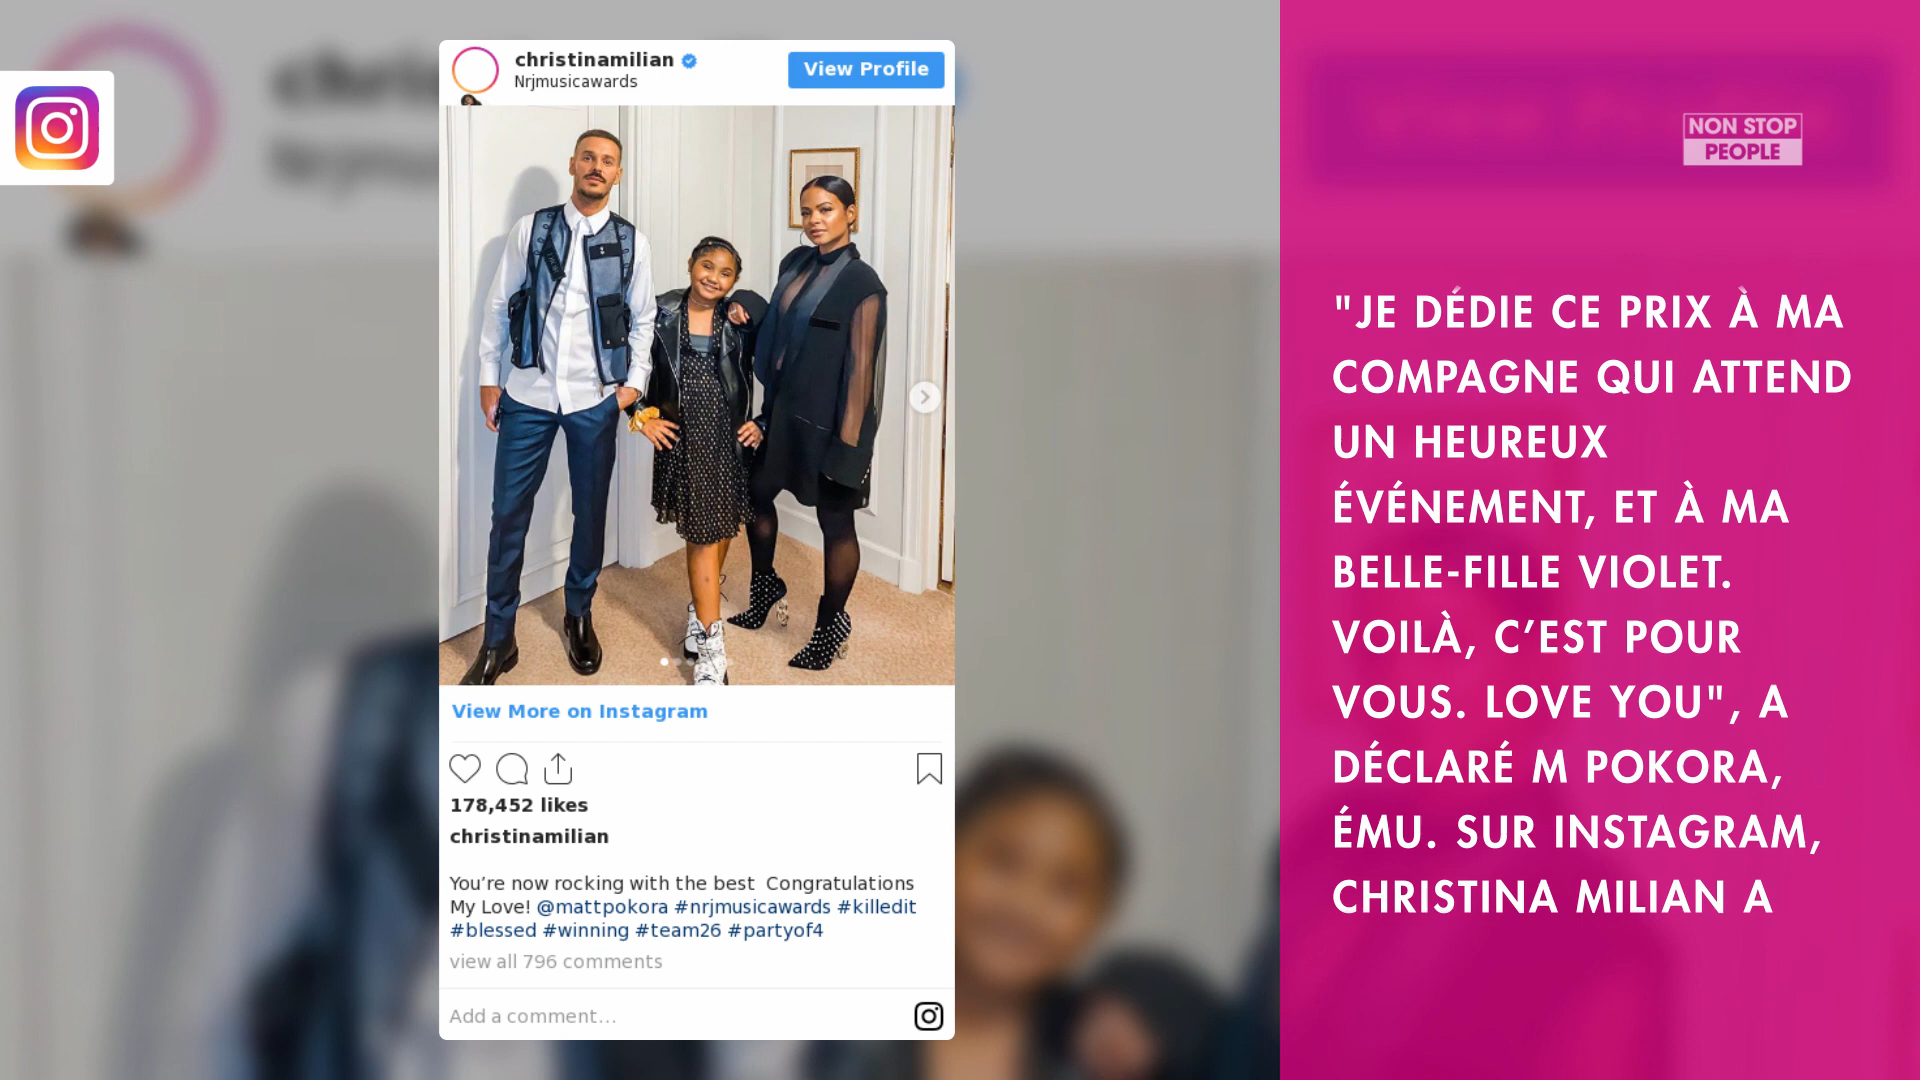 christinamilian
Nrjmusicawards
View Profile
NON STOP
PEOPLE
"JE DÉDIE CE PRIX À MA
COMPAGNE QUI ATTEND
UN HEUREUX
ÉVÉNEMENT, ET À MA
BELLE-FILLE VIOLET.
VOILÀ, C’EST POUR
VOUS. LOVE YOU", A
DÉCLARÉ M POKORA,
ÉMU. SUR INSTAGRAM,
CHRISTINA MILIAN A
View More on Instagram
178,452 likes
christinamilian
You’re now rocking with the best  Congratulations
My Love! @mattpokora #nrjmusicawards #killedit
#blessed #winning #team26 #partyof4
view all 796 comments
Add a comment...